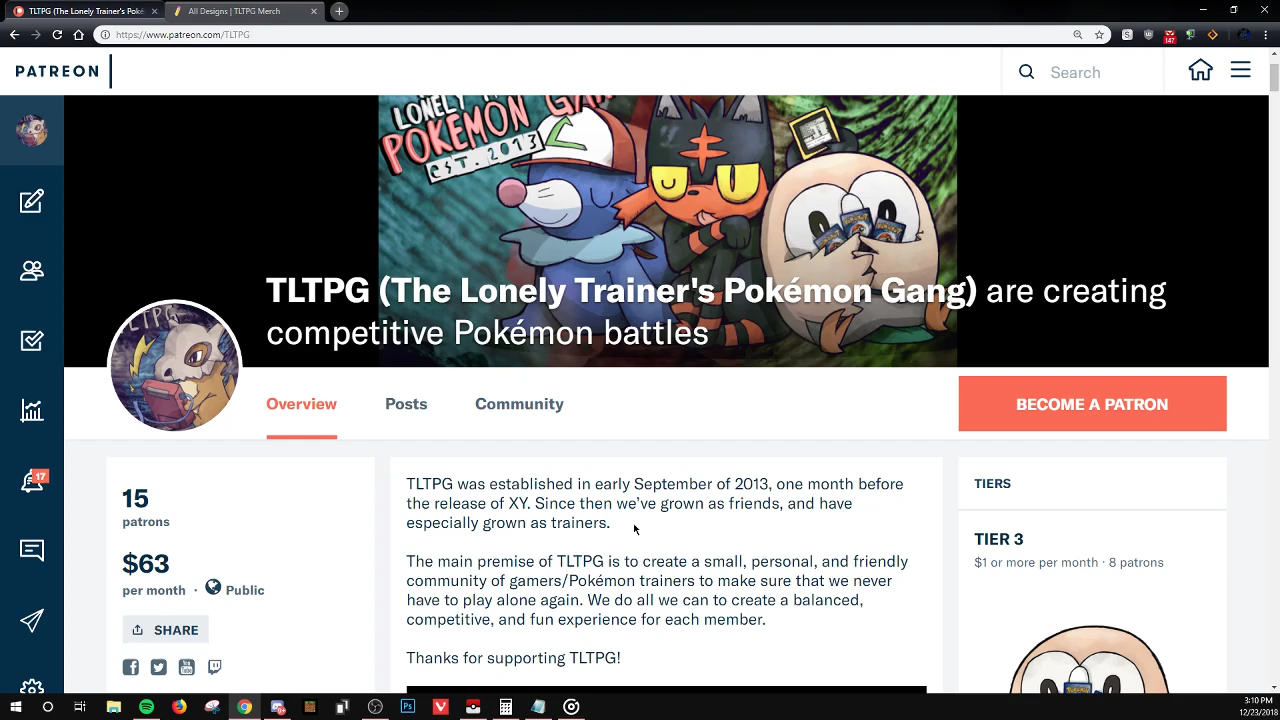 TLTPG (The Lonely Trainer's Poké
All Designs | TLTPG Merch
https://www.patreon.com/TLTPG
147
PATREON
Search
LONELY
POKÉMON GAN
EST. 2013
TLTPG
TLTPG (The Lonely Trainer's Pokémon Gang) are creating
competitive Pokémon battles
Overview
Posts
Community
BECOME A PATRON
17
15
patrons
$63
per month · Public
SHARE
TLTPG was established in early September of 2013, one month before
the release of XY. Since then we've grown as friends, and have
especially grown as trainers.
The main premise of TLTPG is to create a small, personal, and friendly
community of gamers/Pokémon trainers to make sure that we never
have to play alone again. We do all we can to create a balanced,
competitive, and fun experience for each member.
Thanks for supporting TLTPG!
TIERS
TIER 3
$1 or more per month · 8 patrons
3:10 PM
12/23/2018